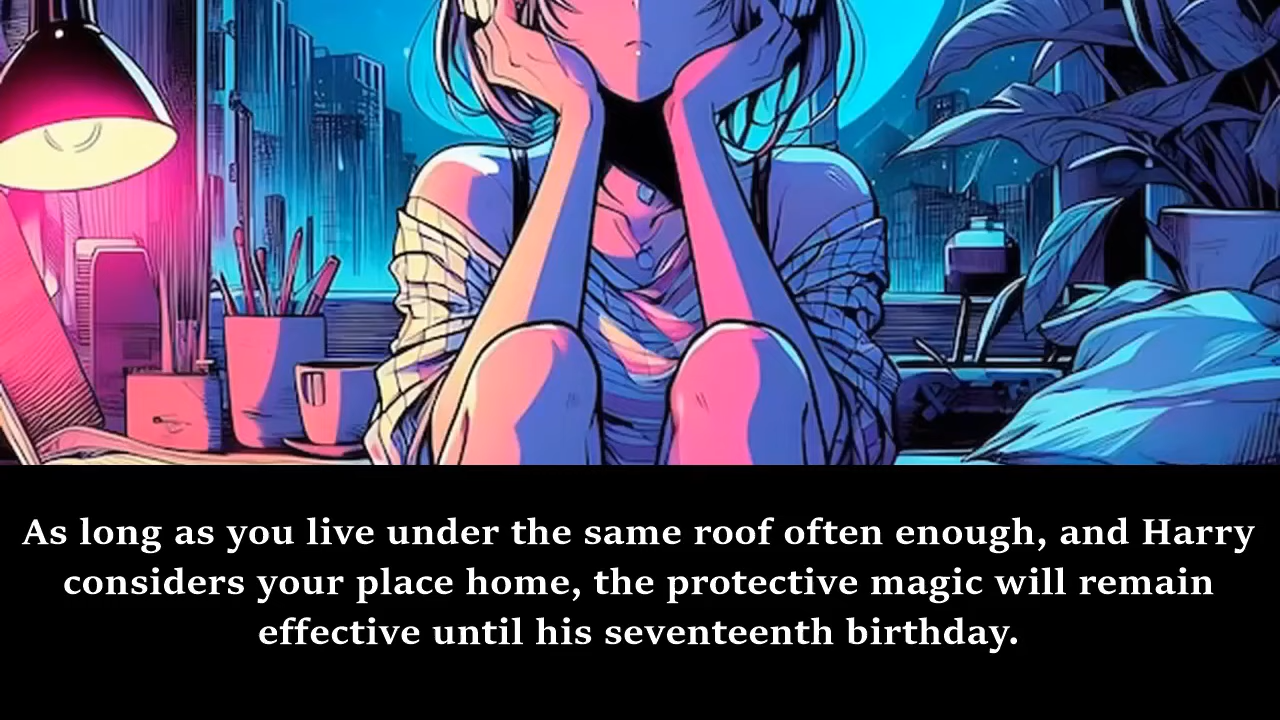 As long as you live under the same roof often enough, and Harry
considers your place home, the protective magic will remain
effective until his seventeenth birthday.